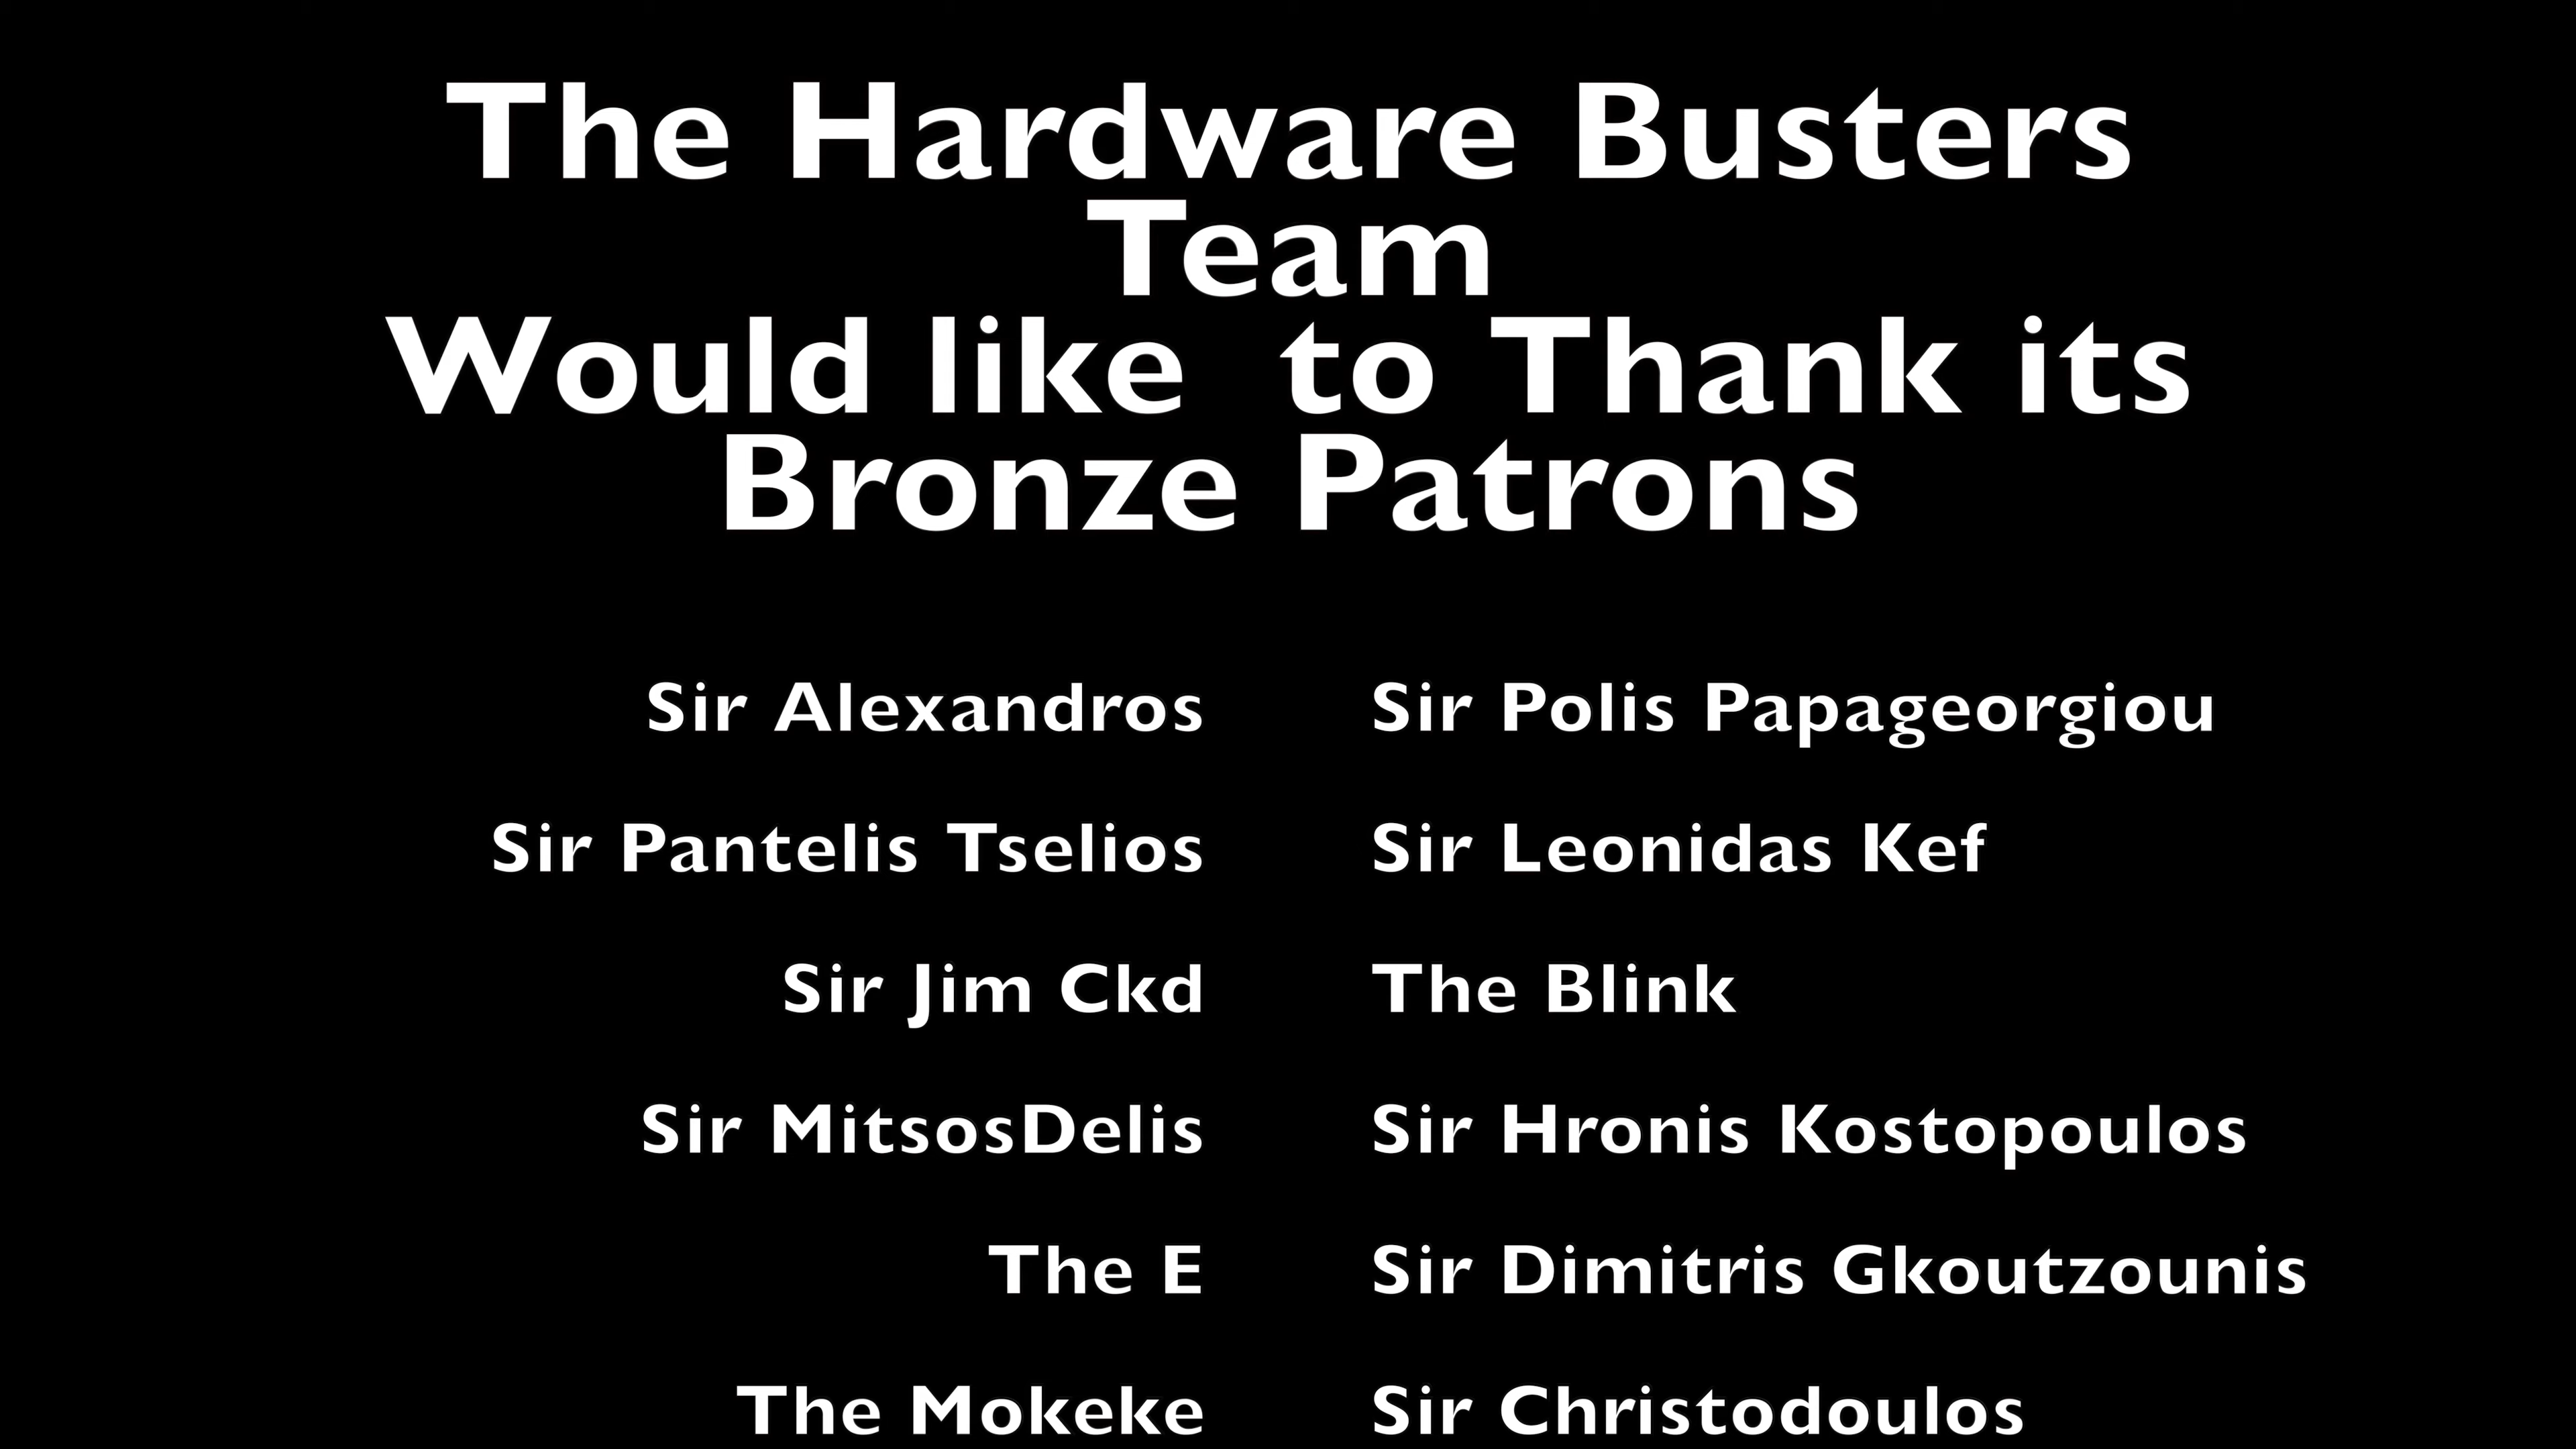 The Hardware Busters
Team
Would like  to Thank its
Bronze Patrons
Sir Alexandros
Sir Polis Papageorgiou
Sir Pantelis Tselios
Sir Leonidas Kef
Sir Jim Ckd
The Blink
Sir MitsosDelis
Sir Hronis Kostopoulos
The E
Sir Dimitris Gkoutzounis
The Mokeke
Sir Christodoulos